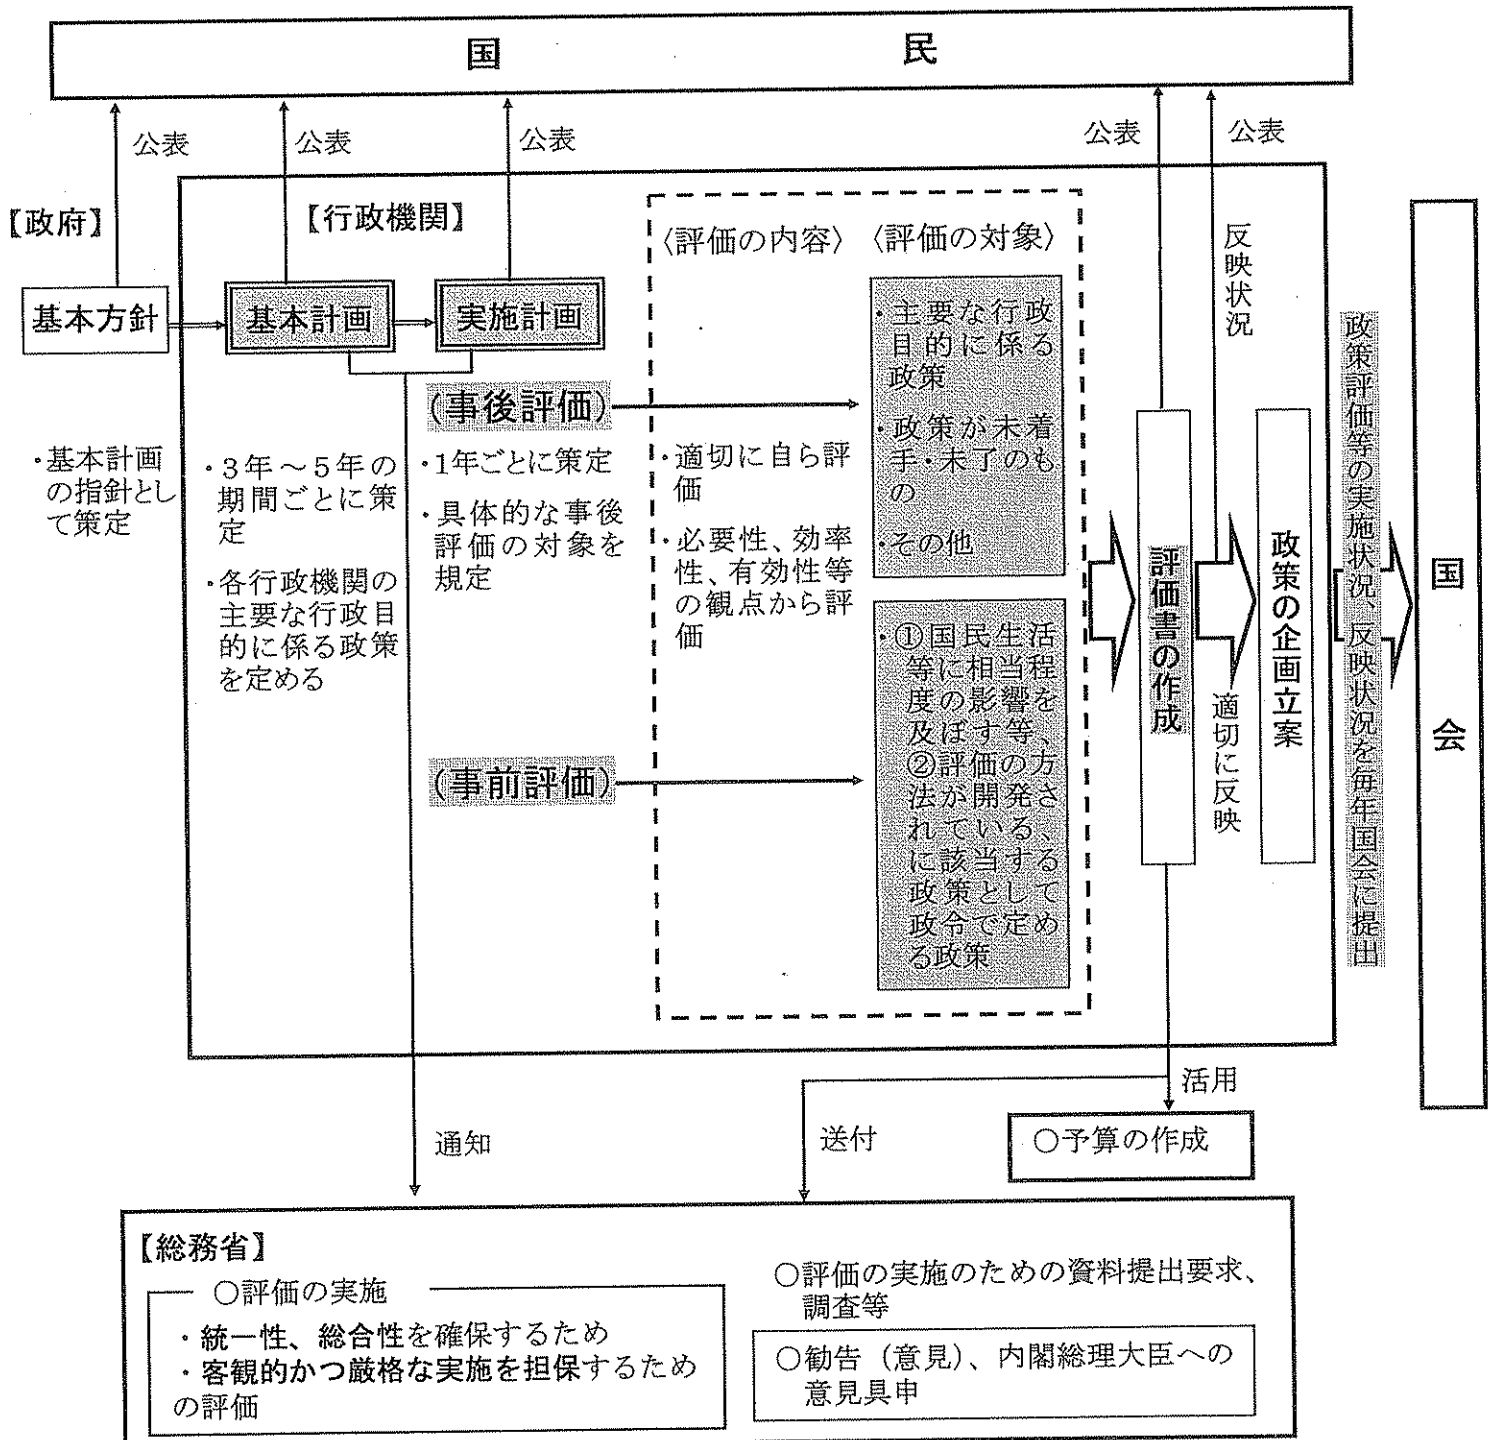 国 民
公表
公表
公表
公表
公表
【政府】
【行政機関】
〈評価の内容〉
〈評価の対象〉
基本方針
基本計画
実施計画
・基本計画
の指針とし
て策定
・3年～5年の
期間ごとに策
定
・各行政機関の
主要な行政目
的に係る政策
を定める
(事後評価)
・1年ごとに策定
・具体的な事後
評価の対象を
規定
(事前評価)
・適切に自ら評
価
・必要性、効率
性、有効性等
の観点から評
価
・主要な行政
目的に係る
政策
・政策が未着
手・未了のも
の
・その他
・①国民生活
等に相当程
度の影響を
及ぼす等、
②評価の方
法が開発さ
れている、
に該当する
政策として
政令で定め
る政策
評価書の作成
反映状況
適切に反映
政策の企画立案
政策評価等の実施状況、反映状況を毎年国会に提出
国会
通知
送付
活用
○予算の作成
【総務省】
○評価の実施
・統一性、総合性を確保するため
・客観的かつ厳格な実施を担保するため
の評価
○評価の実施のための資料提出要求、
調査等
○勧告（意見）、内閣総理大臣への
意見具申